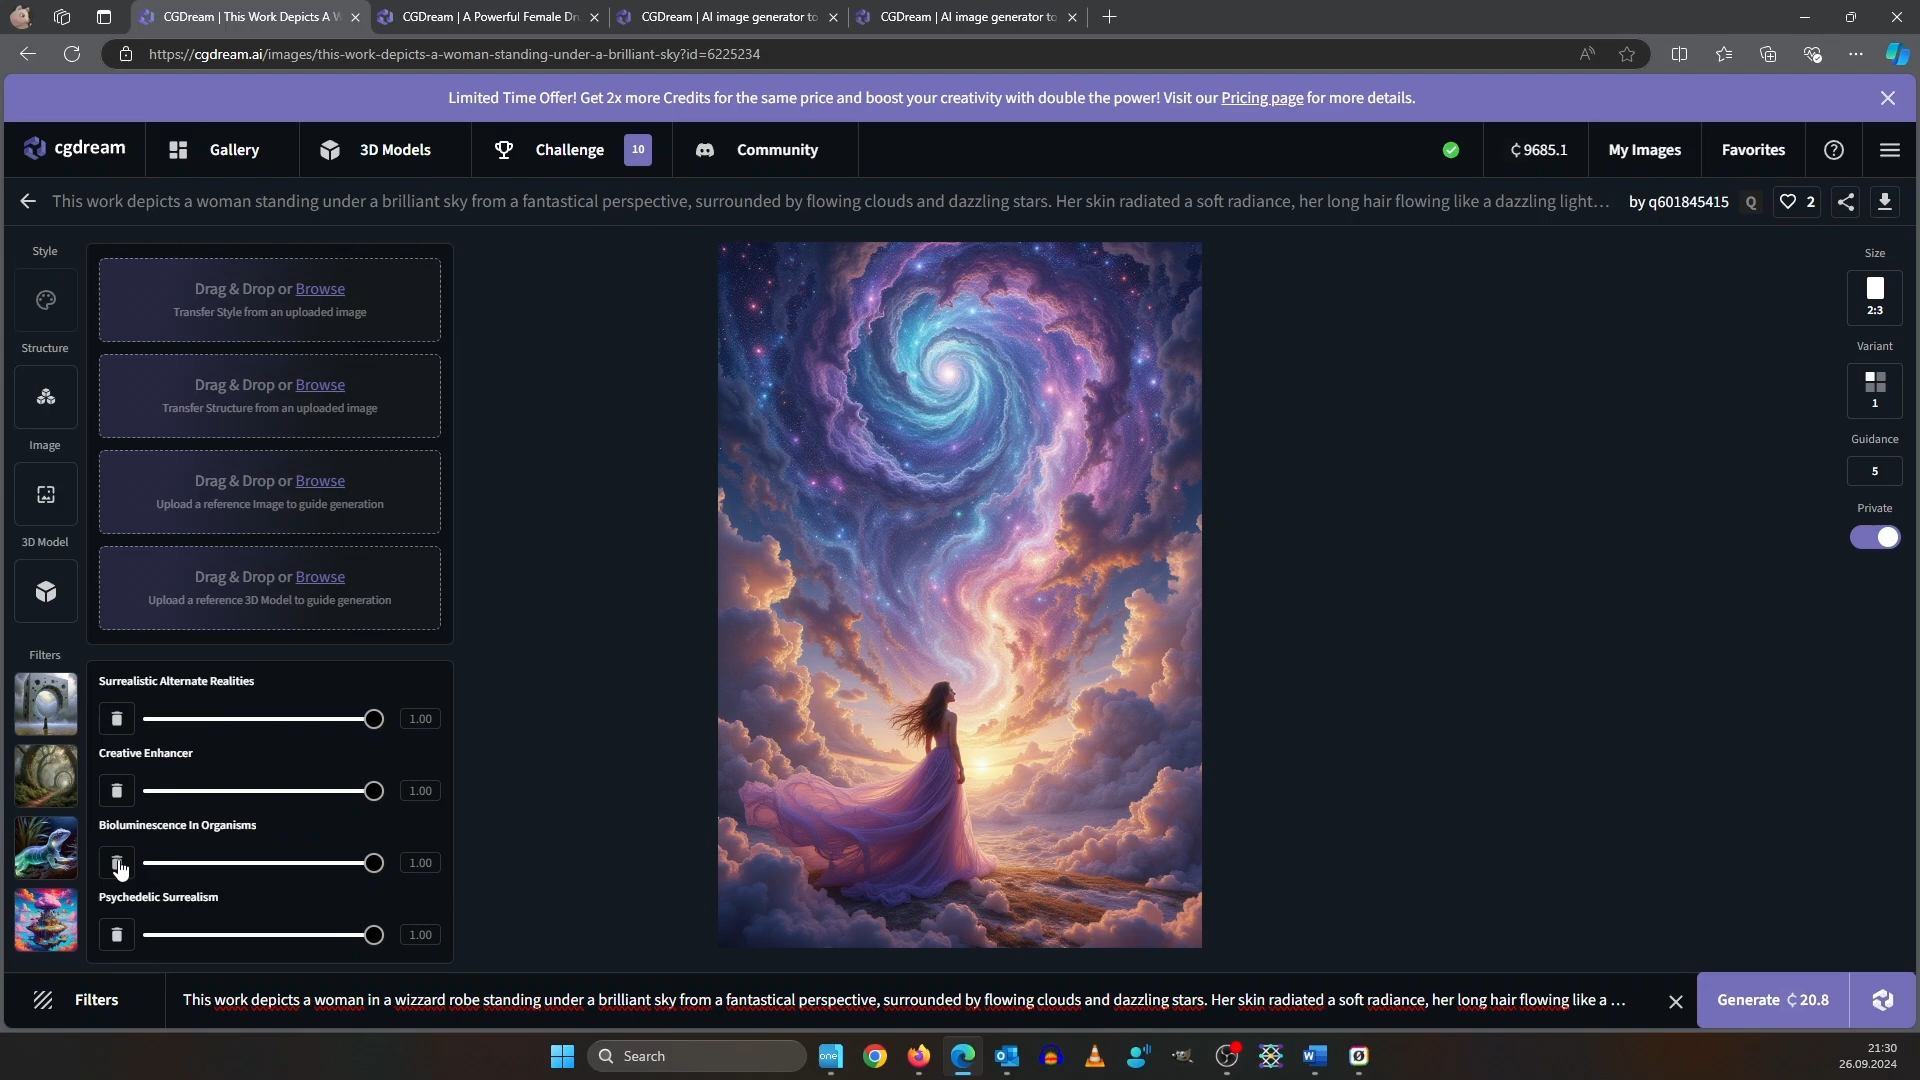 CGDream | This Work Depicts A W
CGDream | A Powerful Female Dr
CGDream | AI image generator to
CGDream | AI image generator to
https://cgdream.ai/images/this-work-depicts-a-woman-standing-under-a-brilliant-sky?id=6225234
Limited Time Offer! Get 2x more Credits for the same price and boost your creativity with double the power! Visit our Pricing page for more details.
cgdream
Gallery
3D Models
Challenge
10
Community
₵ 9685.1
My Images
Favorites
This work depicts a woman standing under a brilliant sky from a fantastical perspective, surrounded by flowing clouds and dazzling stars. Her skin radiated a soft radiance, her long hair flowing like a dazzling light...
by q601845415
Q
2
Style
Structure
Image
3D Model
Filters
Drag & Drop or Browse
Transfer Style from an uploaded image
Drag & Drop or Browse
Transfer Structure from an uploaded image
Drag & Drop or Browse
Upload a reference Image to guide generation
Drag & Drop or Browse
Upload a reference 3D Model to guide generation
Surrealistic Alternate Realities
1.00
Creative Enhancer
1.00
Bioluminescence In Organisms
1.00
Psychedelic Surrealism
1.00
Size
2:3
Variant
1
Guidance
5
Private
Filters
This work depicts a woman in a wizzard robe standing under a brilliant sky from a fantastical perspective, surrounded by flowing clouds and dazzling stars. Her skin radiated a soft radiance, her long hair flowing like a ...
Generate ₵ 20.8
Search
one
21:30
26.09.2024